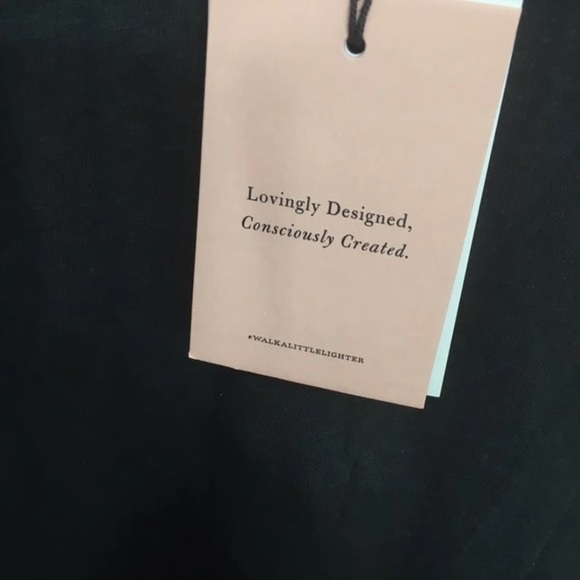 Lovingly Designed,
Consciously Created.
#WALKALITTLELIGHTER